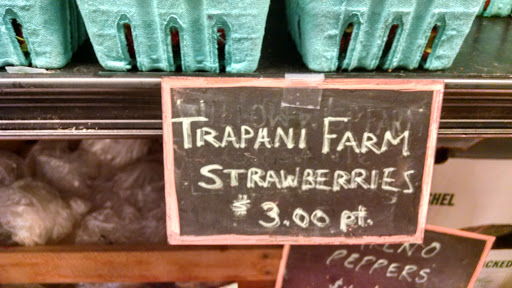 TRAPANI FARM
STRAWBERRIES
$3.00 pt.
PEPPERS